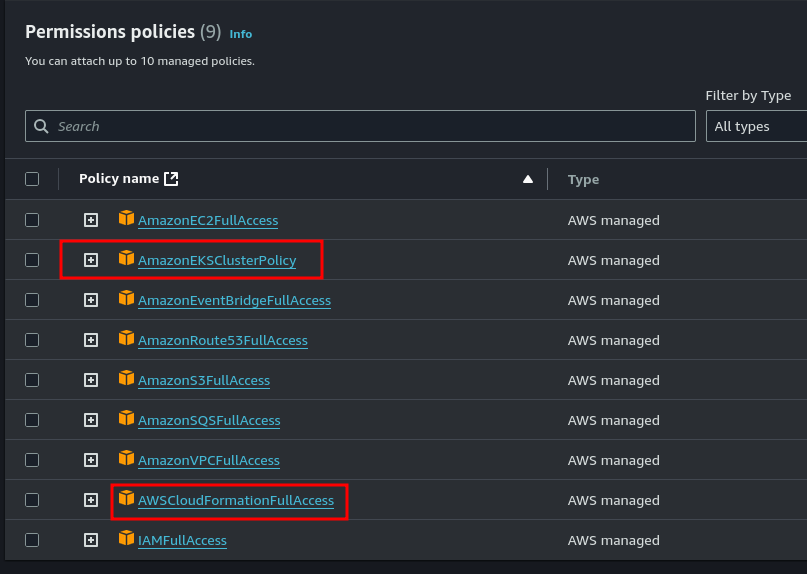 Permissions policies (9) Info
You can attach up to 10 managed policies.
Filter by Type
Search
All types
Policy name Type
AmazonEC2FullAccess AWS managed
AmazonEKSClusterPolicy AWS managed
AmazonEventBridgeFullAccess AWS managed
AmazonRoute53FullAccess AWS managed
AmazonS3FullAccess AWS managed
AmazonSQSFullAccess AWS managed
AmazonVPCFullAccess AWS managed
AWSCloudFormationFullAccess AWS managed
IAMFullAccess AWS managed